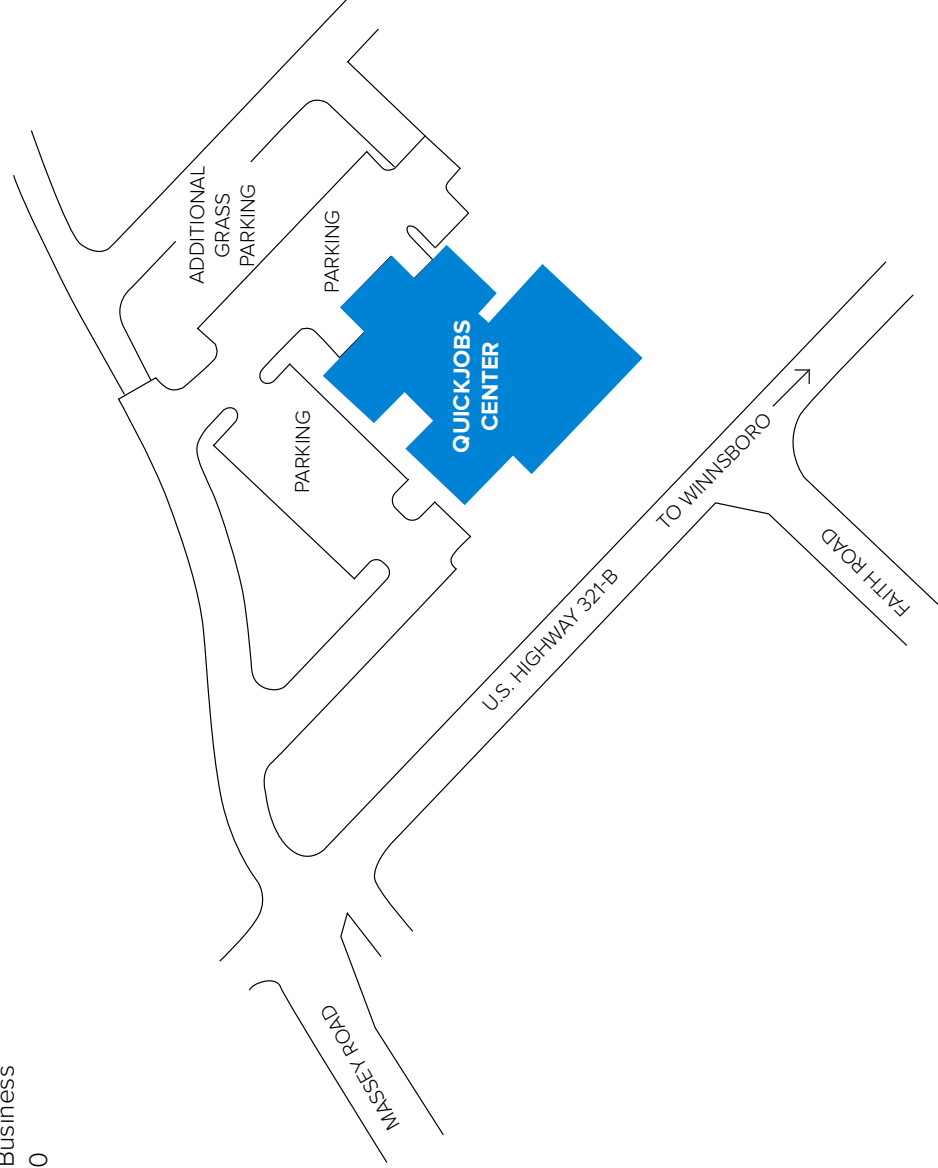 Business
0
ADDITIONAL
GRASS
PARKING
PARKING
PARKING
QUICKJOBS
CENTER
TO WINNSBORO
U.S. HIGHWAY 321-B
FAITH ROAD
MASSEY ROAD